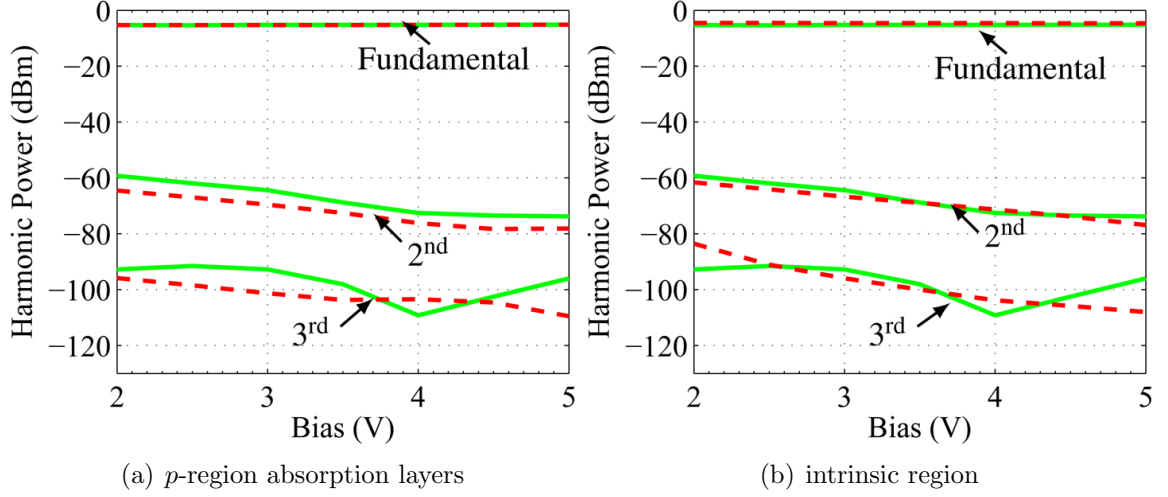 Harmonic Power (dBm)
0
−20
−40
−60
−80
−100
−120
Fundamental
2nd
3rd
2
3
4
5
Bias (V)
(a) p-region absorption layers
Harmonic Power (dBm)
0
−20
−40
−60
−80
−100
−120
Fundamental
2nd
3rd
2
3
4
5
Bias (V)
(b) intrinsic region